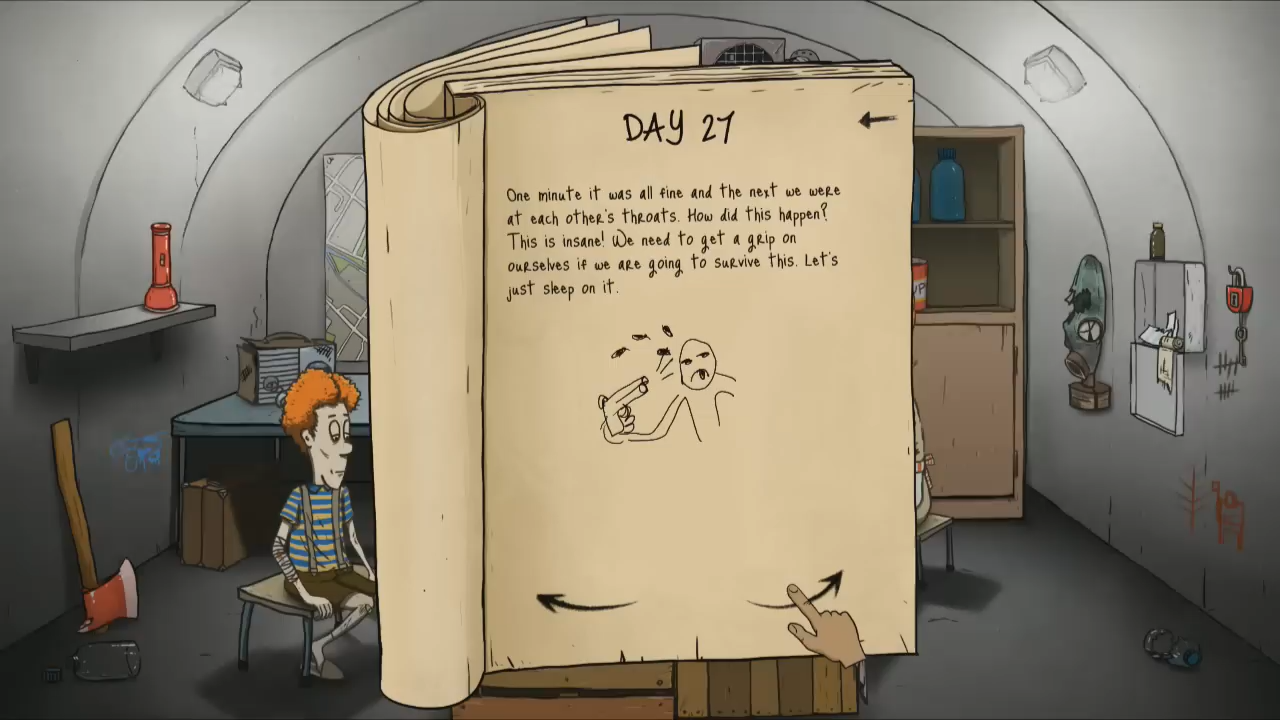 DAY 27
One minute it was all fine and the next we were
at each other's throats. How did this happen?
This is insane! We need to get a grip on
ourselves if we are going to survive this. Let's
just sleep on it.